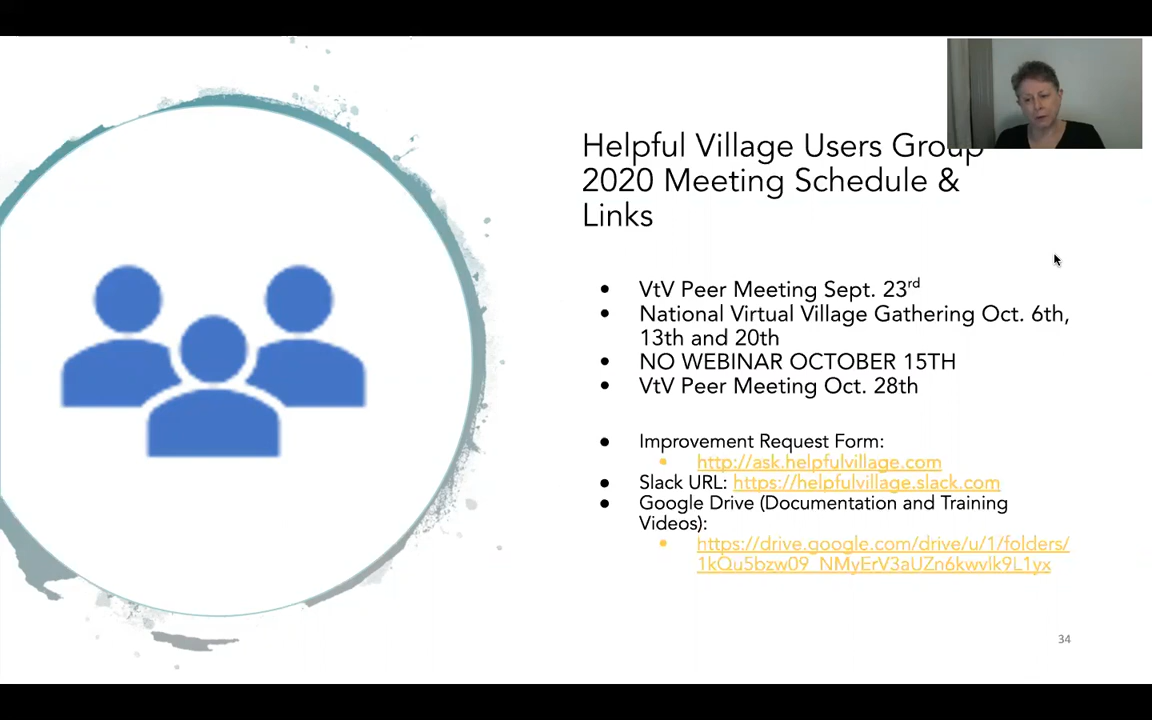 Helpful Village Users Group
2020 Meeting Schedule &
Links
• VtV Peer Meeting Sept. 23rd
• National Virtual Village Gathering Oct. 6th,
13th and 20th
• NO WEBINAR OCTOBER 15TH
• VtV Peer Meeting Oct. 28th
• Improvement Request Form:
• http://ask.helpfulvillage.com
• Slack URL: https://helpfulvillage.slack.com
• Google Drive (Documentation and Training
Videos):
• https://drive.google.com/drive/u/1/folders/
1kQu5bzw09_NMyErV3aUZn6kwvlk9L1yx
34